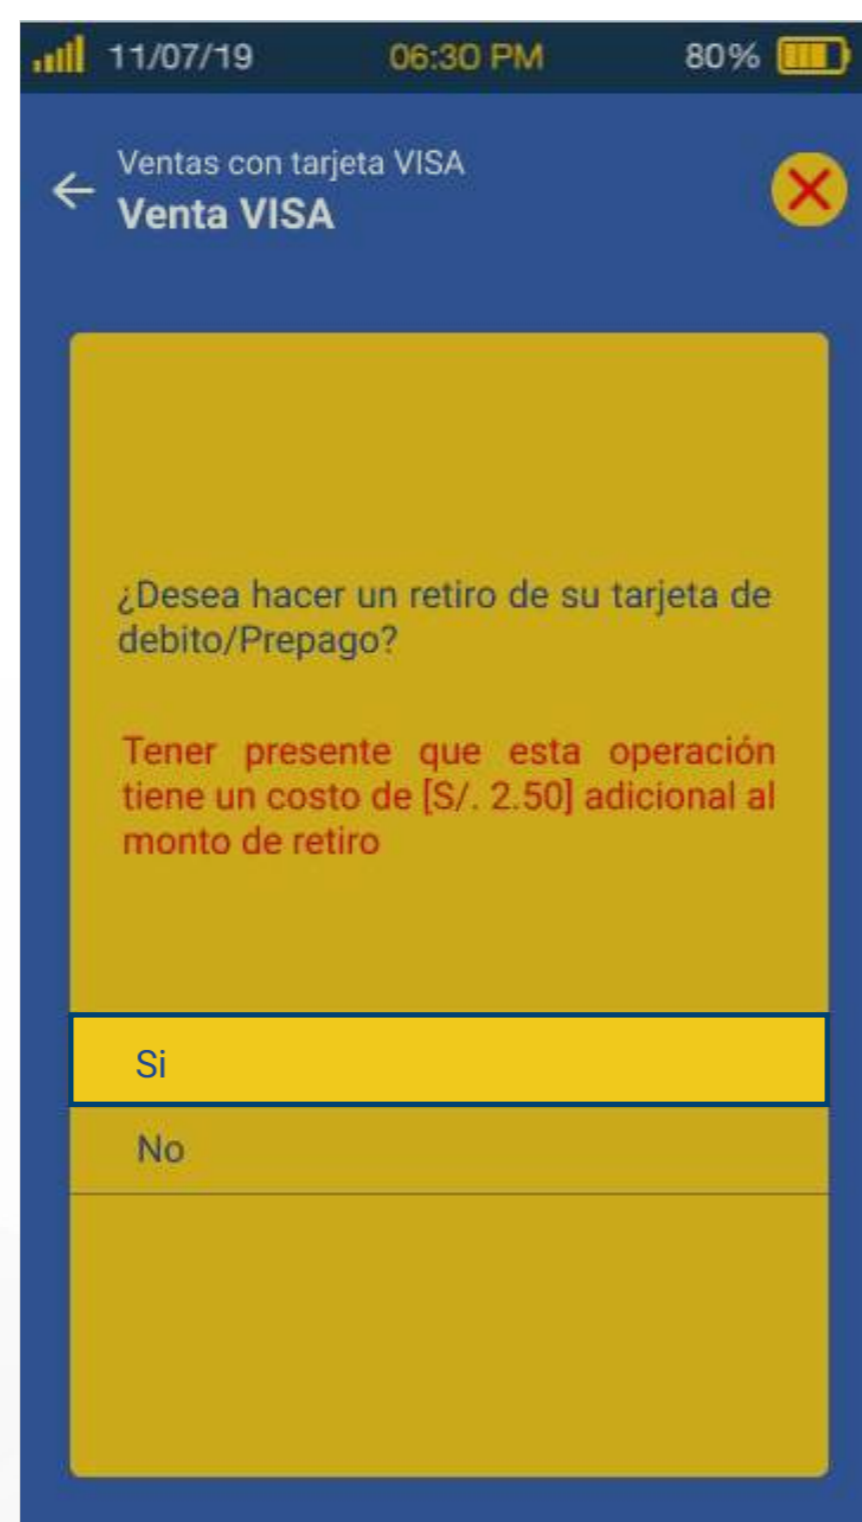 11/07/19 06:30 PM 80%
Ventas con tarjeta VISA
Venta VISA
¿Desea hacer un retiro de su tarjeta de
debito/Prepago?
Tener presente que esta operación
tiene un costo de [S/. 2.50] adicional al
monto de retiro
Si
No